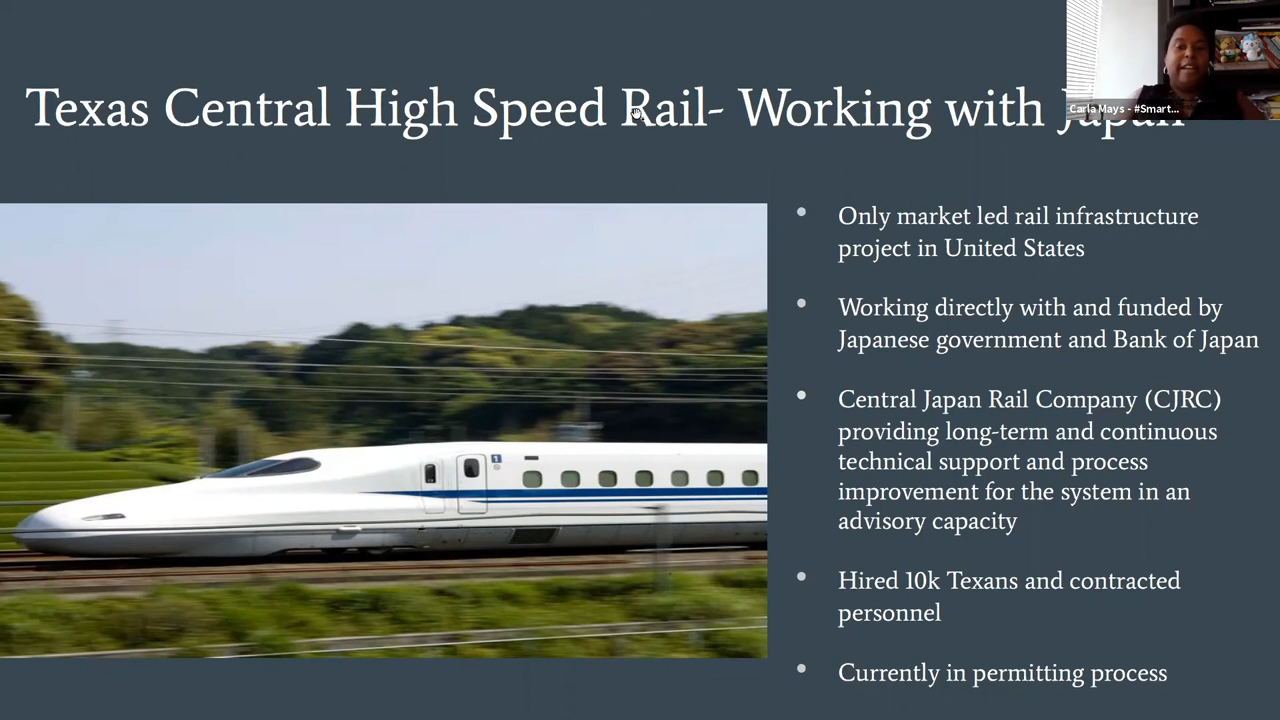 Texas Central High Speed Rail- Working with Japan
Carla Mays - #Smart...
Only market led rail infrastructure
project in United States
Working directly with and funded by
Japanese government and Bank of Japan
Central Japan Rail Company (CJRC)
providing long-term and continuous
technical support and process
improvement for the system in an
advisory capacity
Hired 10k Texans and contracted
personnel
Currently in permitting process
1